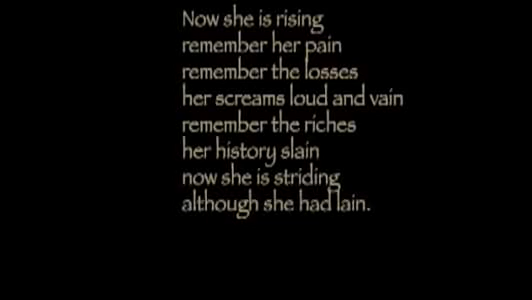 Now she is rising
remember her pain
remember the losses
her screams loud and vain
remember the riches
her history slain
now she is striding
although she had lain.